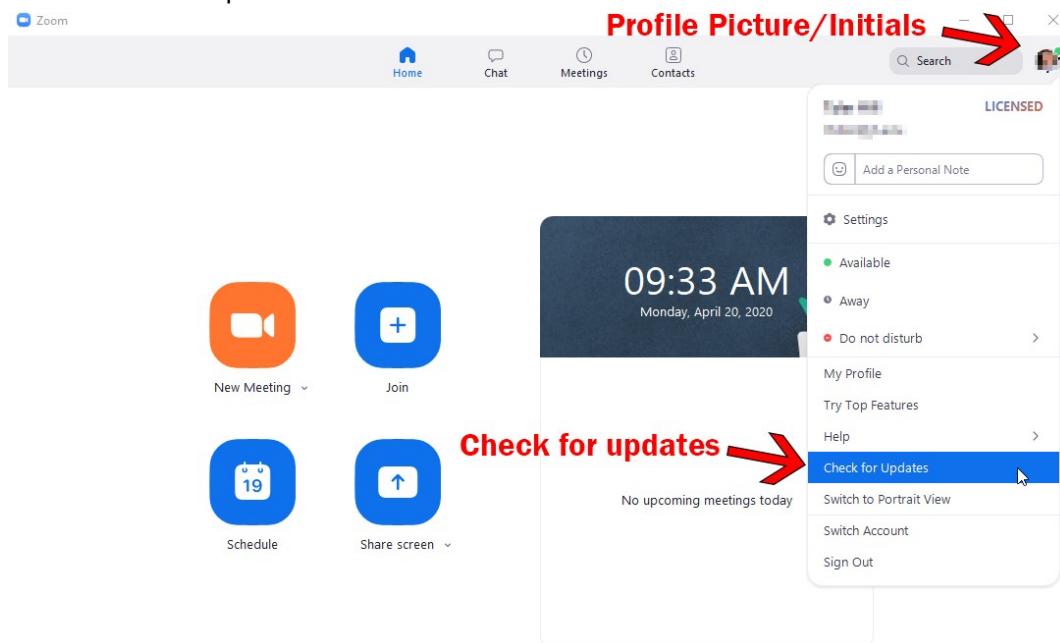 Zoom
Profile Picture/Initials
Home
Chat
Meetings
Contacts
Search
LICENSED
Add a Personal Note
Settings
Available
Away
Do not disturb
My Profile
Try Top Features
Help
Check for Updates
Switch to Portrait View
Switch Account
Sign Out
09:33 AM
Monday, April 20, 2020
No upcoming meetings today
New Meeting
Join
Check for updates
19
Schedule
Share screen